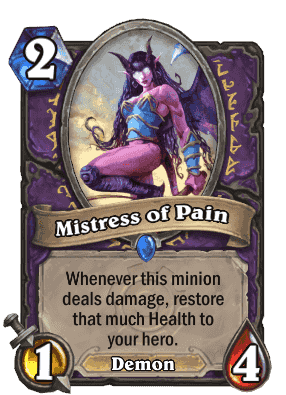 2
Mistress of Pain
Whenever this minion
deals damage, restore
that much Health to
your hero.
1
Demon
4